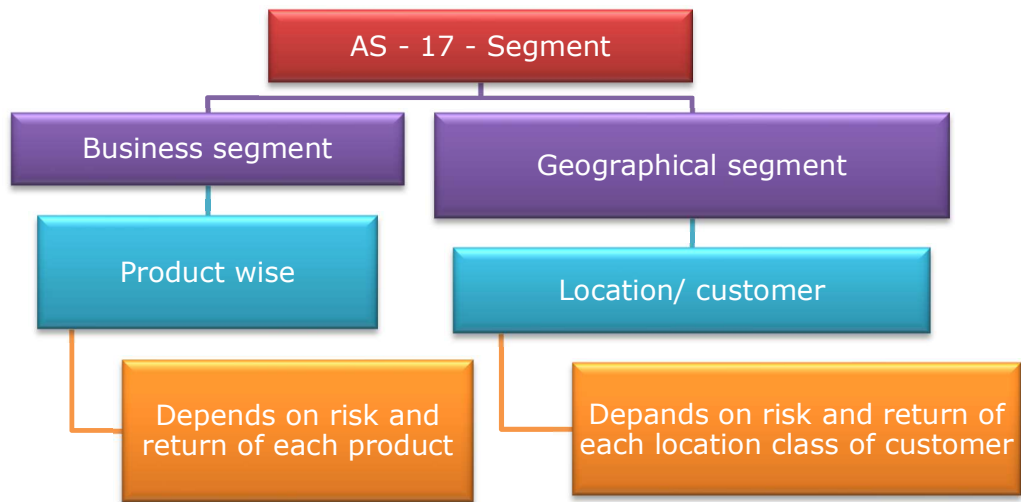 AS - 17 - Segment
Business segment
Geographical segment
Product wise
Location/ customer
Depends on risk and
return of each product
Depands on risk and return of
each location class of customer